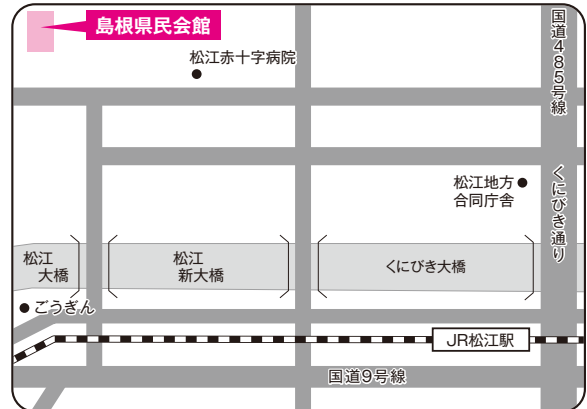 島根県民会館
松江赤十字病院
国道485号線
くにびき通り
松江地方
合同庁舎
松江
大橋
松江
新大橋
くにびき大橋
ごうぎん
JR松江駅
国道9号線